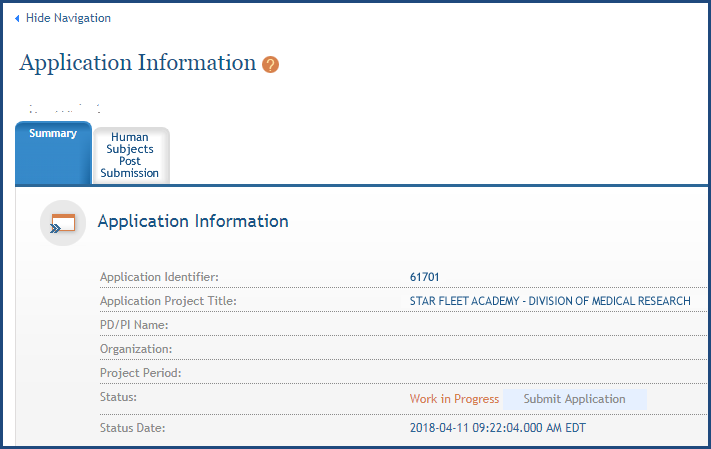 Hide Navigation
Application Information ?
Summary
Human
Subjects
Post
Submission
Application Information
Application Identifier: 61701
Application Project Title: STAR FLEET ACADEMY - DIVISION OF MEDICAL RESEARCH
PD/PI Name:
Organization:
Project Period:
Status: Work in Progress Submit Application
Status Date: 2018-04-11 09:22:04.000 AM EDT